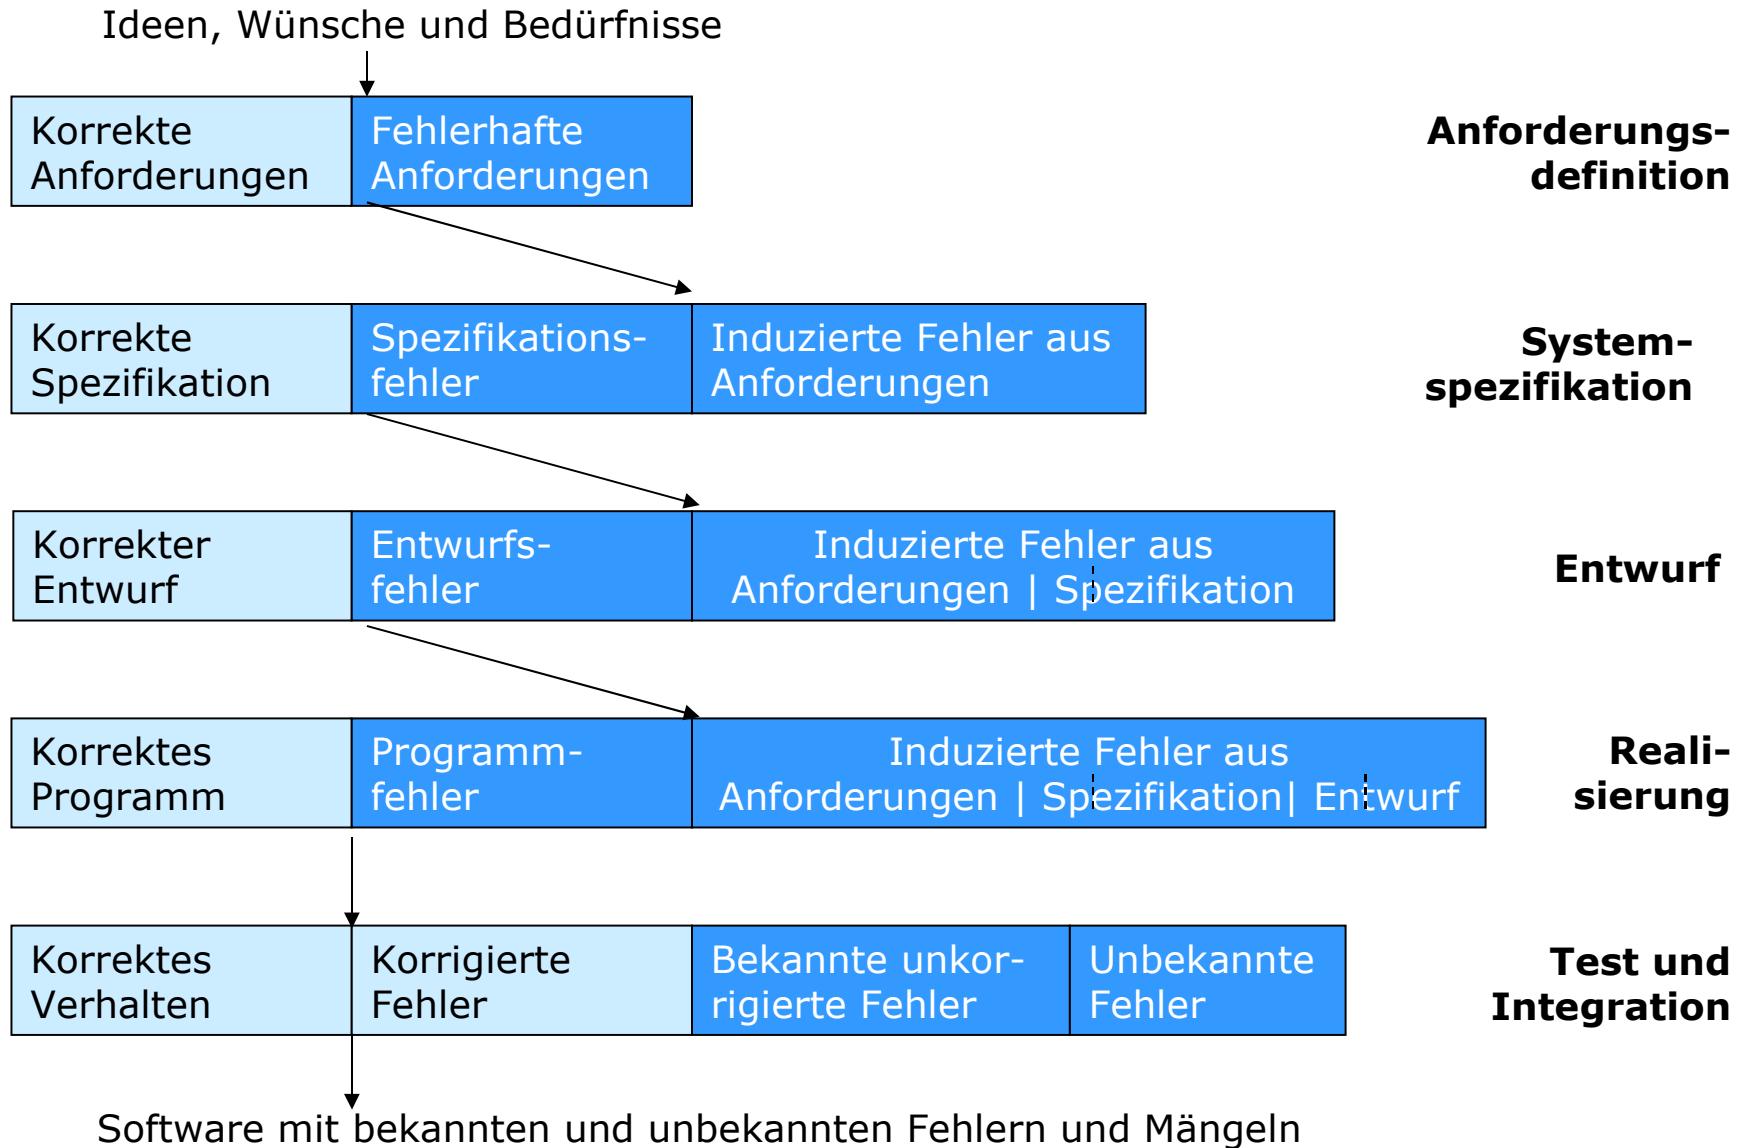 Ideen, Wünsche und Bedürfnisse
Korrekte
Anforderungen
Fehlerhafte
Anforderungen
Anforderungs-
definition
Korrekte
Spezifikation
Spezifikations-
fehler
Induzierte Fehler aus
Anforderungen
System-
spezifikation
Korrekter
Entwurf
Entwurfs-
fehler
Induzierte Fehler aus
Anforderungen | Spezifikation
Entwurf
Korrektes
Programm
Programm-
fehler
Induzierte Fehler aus
Anforderungen | Spezifikation| Entwurf
Reali-
sierung
Korrektes
Verhalten
Korrigierte
Fehler
Bekannte unkor-
rigierte Fehler
Unbekannte
Fehler
Test und
Integration
Software mit bekannten und unbekannten Fehlern und Mängeln